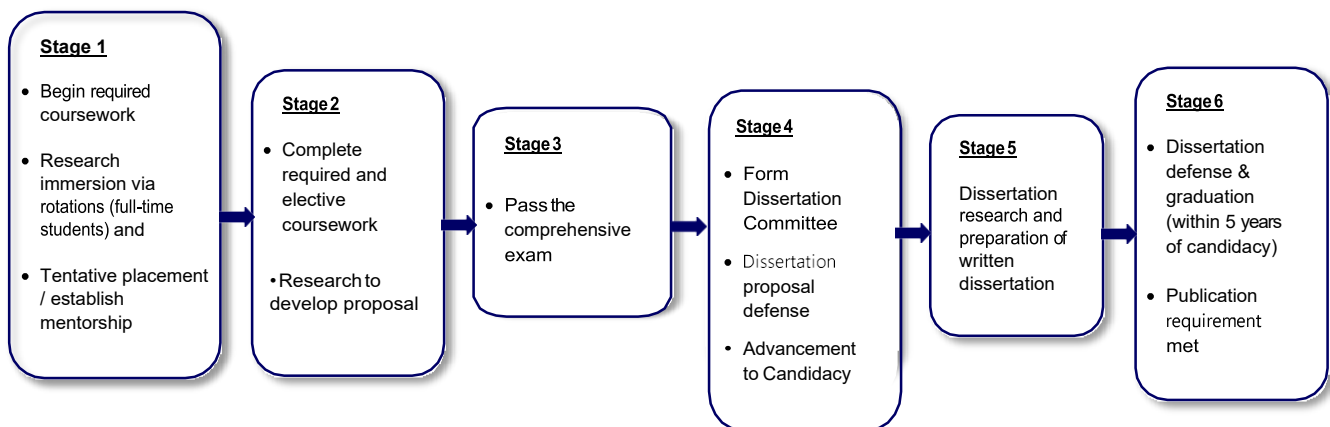 Stage 1
• Begin required
coursework
• Research
immersion via
rotations (full-time
students) and
• Tentative placement
/ establish
mentorship
Stage 2
• Complete
required and
elective
coursework
• Research to
develop proposal
Stage 3
• Pass the
comprehensive
exam
Stage 4
• Form
Dissertation
Committee
• Dissertation
proposal
defense
• Advancement
to Candidacy
Stage 5
Dissertation
research and
preparation of
written
dissertation
Stage 6
• Dissertation
defense &
graduation
(within 5 years
of candidacy)
• Publication
requirement
met